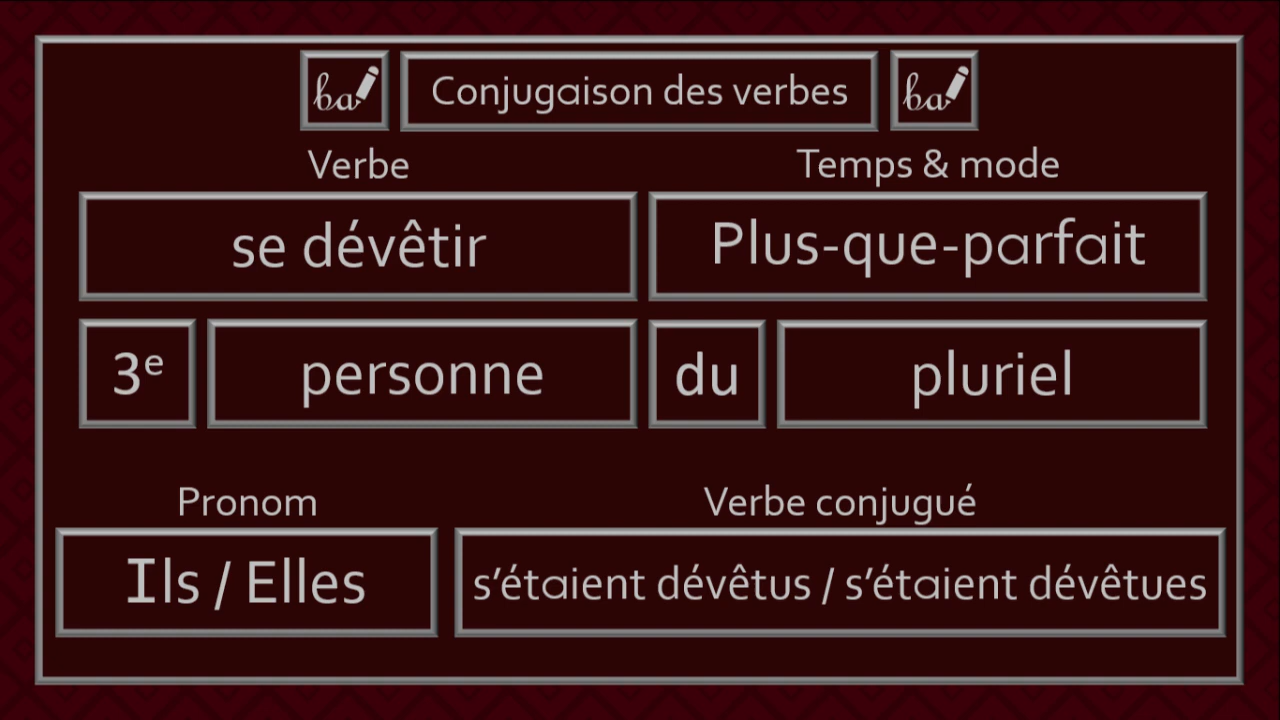 ba Conjugaison des verbes ba
Verbe
Temps & mode
se dévêtir
Plus-que-parfait
3ᵉ personne du pluriel
Pronom
Verbe conjugué
Ils / Elles
s’étaient dévêtus / s’étaient dévêtues